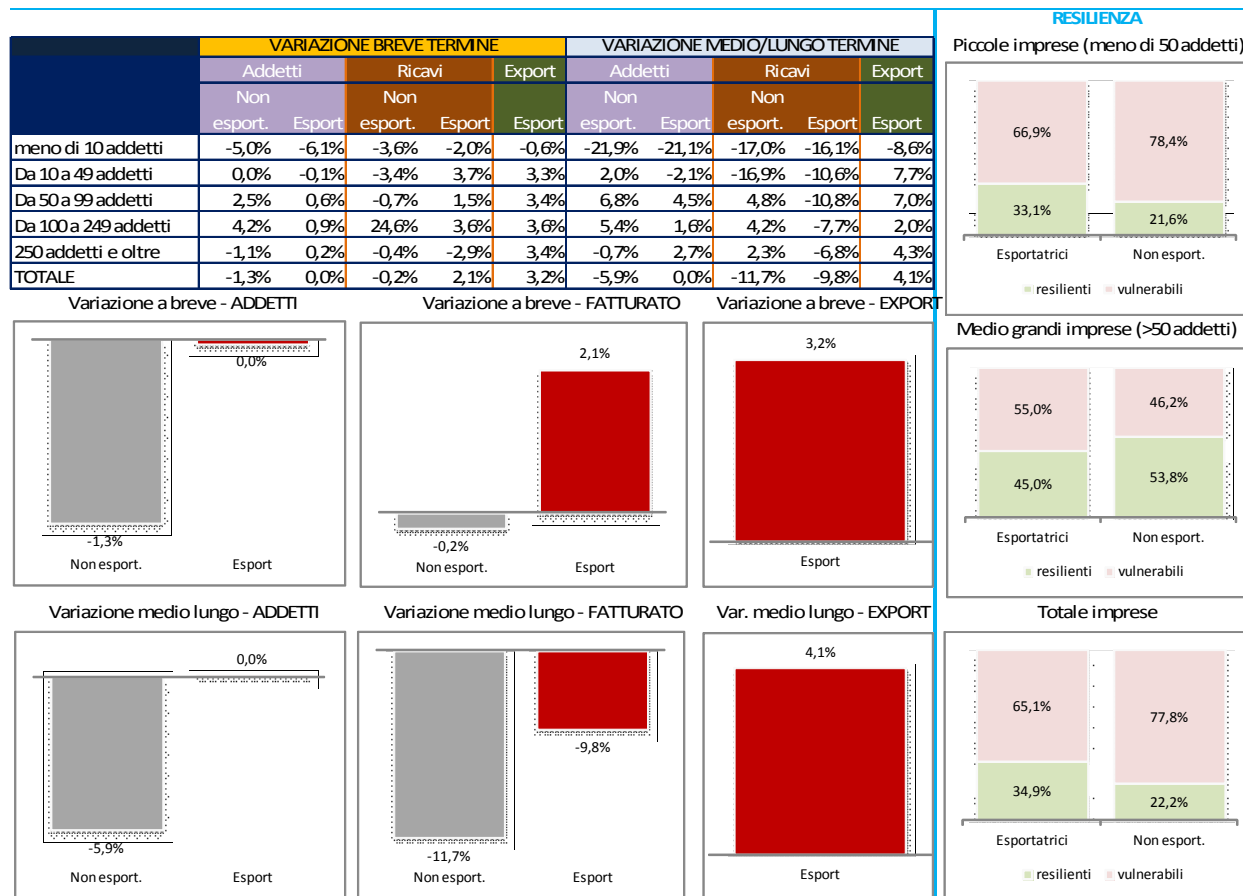 RESILIENZA
VARIAZIONE BREVE TERMINE VARIAZIONE MEDIO/LUNGO TERMINE
Addetti Ricavi Export Addetti Ricavi Export
Non Non Non Non
esport. Esport esport. Esport Esport esport. Esport esport. Esport Esport
meno di 10 addetti -5,0% -6,1% -3,6% -2,0% -0,6% -21,9% -21,1% -17,0% -16,1% -8,6%
Da 10 a 49 addetti 0,0% -0,1% -3,4% 3,7% 3,3% 2,0% -2,1% -16,9% -10,6% 7,7%
Da 50 a 99 addetti 2,5% 0,6% -0,7% 1,5% 3,4% 6,8% 4,5% 4,8% -10,8% 7,0%
Da 100 a 249 addetti 4,2% 0,9% 24,6% 3,6% 3,6% 5,4% 1,6% 4,2% -7,7% 2,0%
250 addetti e oltre -1,1% 0,2% -0,4% -2,9% 3,4% -0,7% 2,7% 2,3% -6,8% 4,3%
TOTALE -1,3% 0,0% -0,2% 2,1% 3,2% -5,9% 0,0% -11,7% -9,8% 4,1%
Piccole imprese (meno di 50 addetti)
66,9% 78,4%
33,1% 21,6%
Esportatrici Non esport.
resilienti vulnerabili
Variazione a breve - ADDETTI
0,0%
-1,3%
Non esport. Esport
Variazione a breve - FATTURATO
2,1%
-0,2%
Non esport. Esport
Variazione a breve - EXPORT
3,2%
Esport
Medio grandi imprese (>50 addetti)
55,0% 46,2%
45,0% 53,8%
Esportatrici Non esport.
resilienti vulnerabili
Variazione medio lungo - ADDETTI
0,0%
-5,9%
Non esport. Esport
Variazione medio lungo - FATTURATO
-9,8%
-11,7%
Non esport. Esport
Var. medio lungo - EXPORT
4,1%
Esport
Totale imprese
65,1% 77,8%
34,9% 22,2%
Esportatrici Non esport.
resilienti vulnerabili